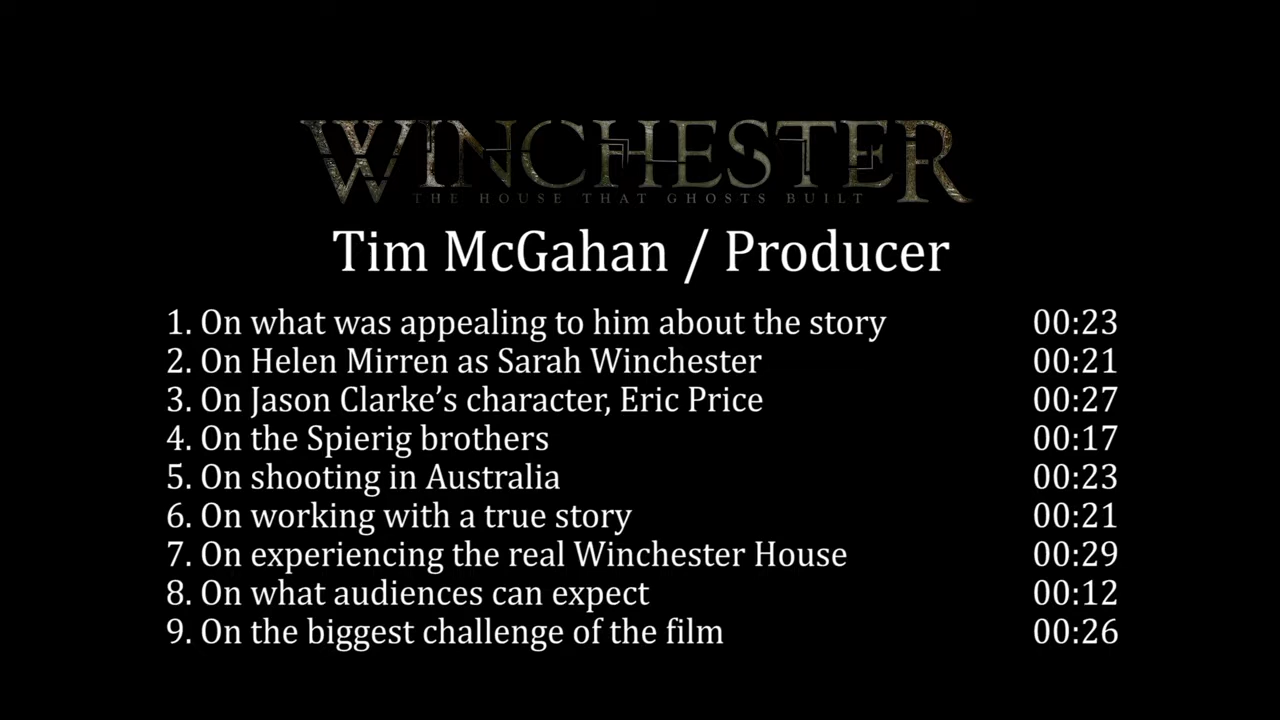 WINCHESTER
THE HOUSE THAT GHOSTS BUILT
Tim McGahan / Producer
1. On what was appealing to him about the story 00:23
2. On Helen Mirren as Sarah Winchester 00:21
3. On Jason Clarke’s character, Eric Price 00:27
4. On the Spierig brothers 00:17
5. On shooting in Australia 00:23
6. On working with a true story 00:21
7. On experiencing the real Winchester House 00:29
8. On what audiences can expect 00:12
9. On the biggest challenge of the film 00:26